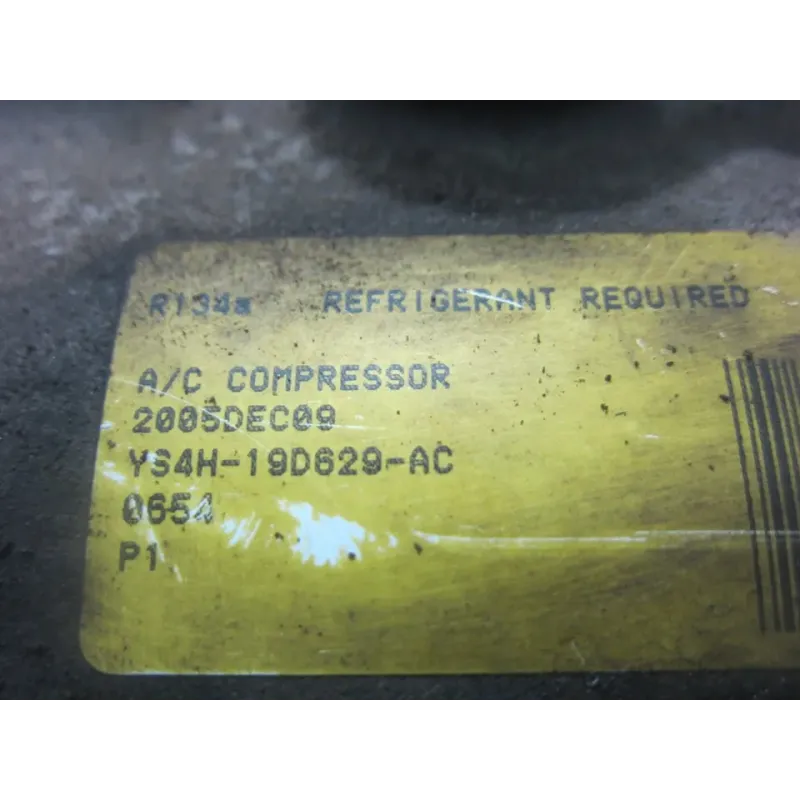 R134a REFRIGERANT REQUIRED
A/C COMPRESSOR
2005DEC09
YS4H-19D629-AC
0654
P1